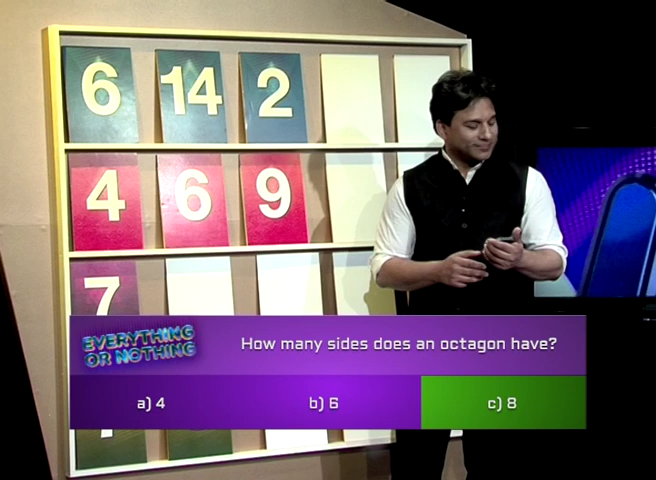 6 14 2
4 6 9
7
EVERYTHING
OR NOTHING
How many sides does an octagon have?
a) 4 b) 6 c) 8